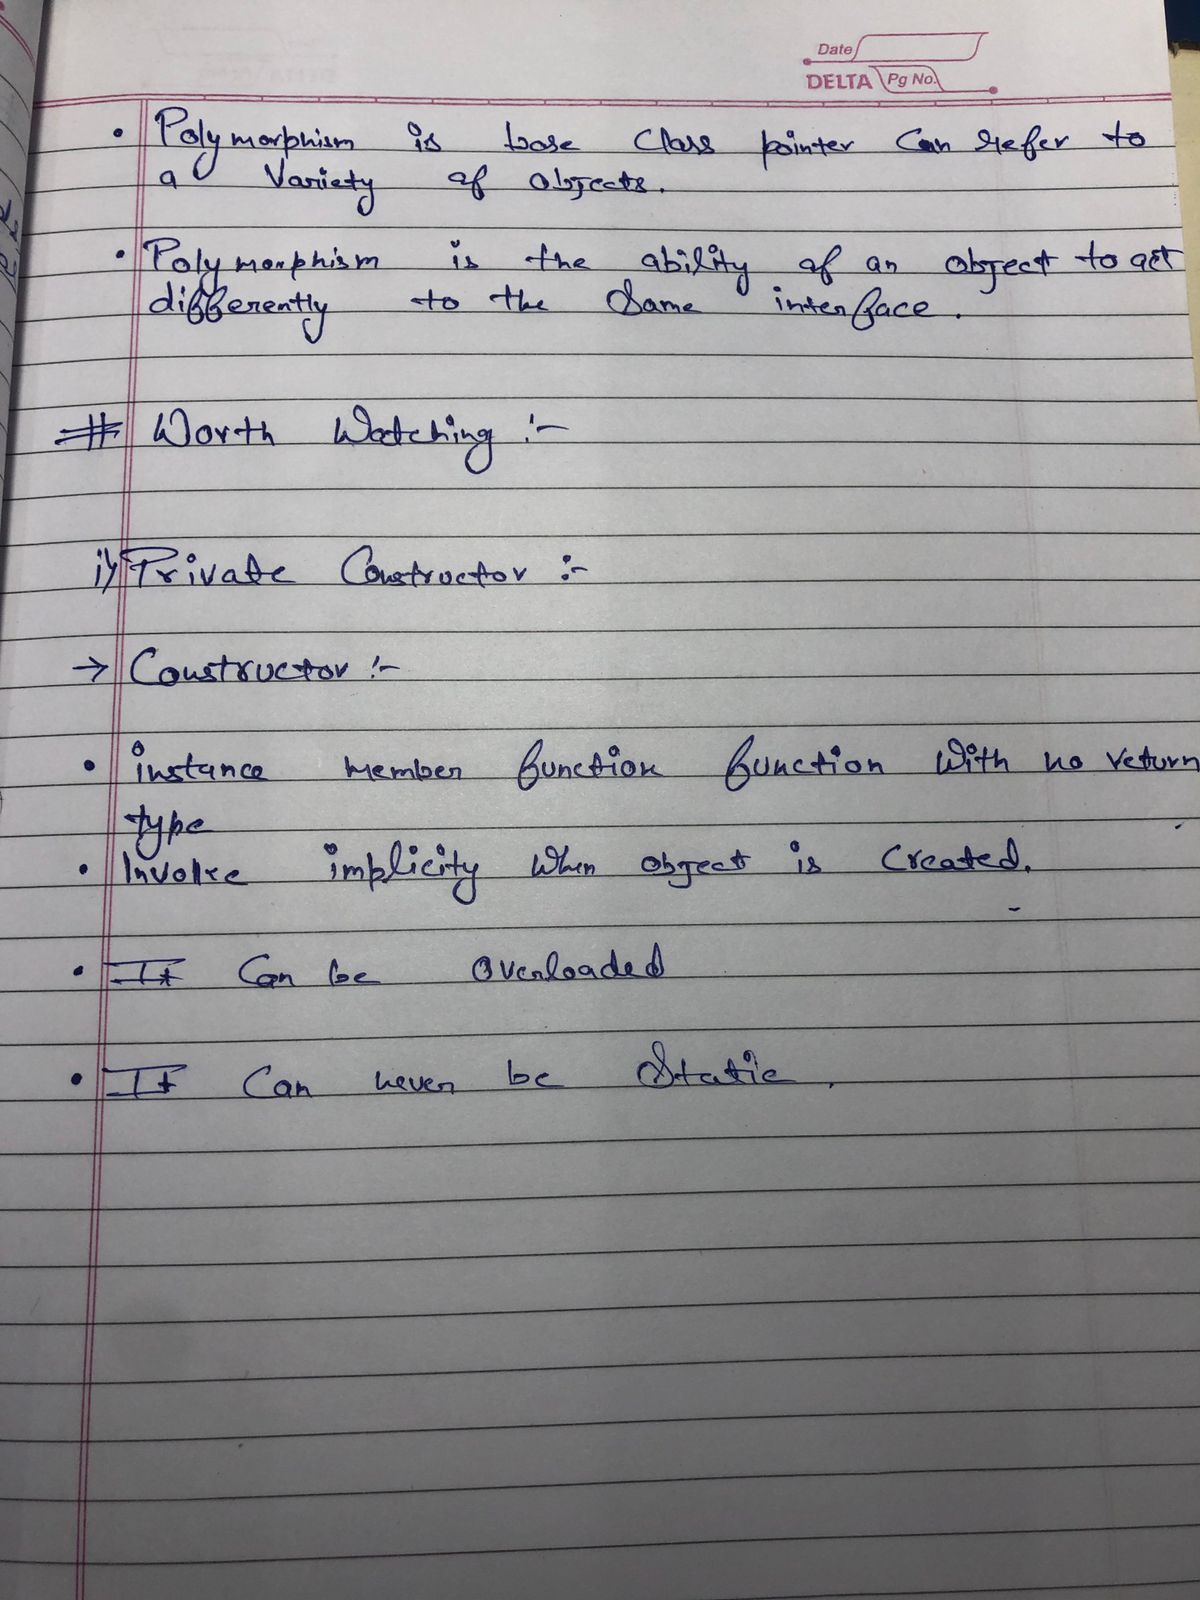 Date
DELTA Pg No.
• Polymorphism is base class pointer can refer to
a variety of objects.
• Polymorphism is the ability of an object to act
differently to the same interface.
# Worth Watching :-
i) Private Constructor :-
→ Constructor :-
• instance member function function with no return
type
• Invoke implicity when object is created.
• It can be overloaded
• It can never be static.